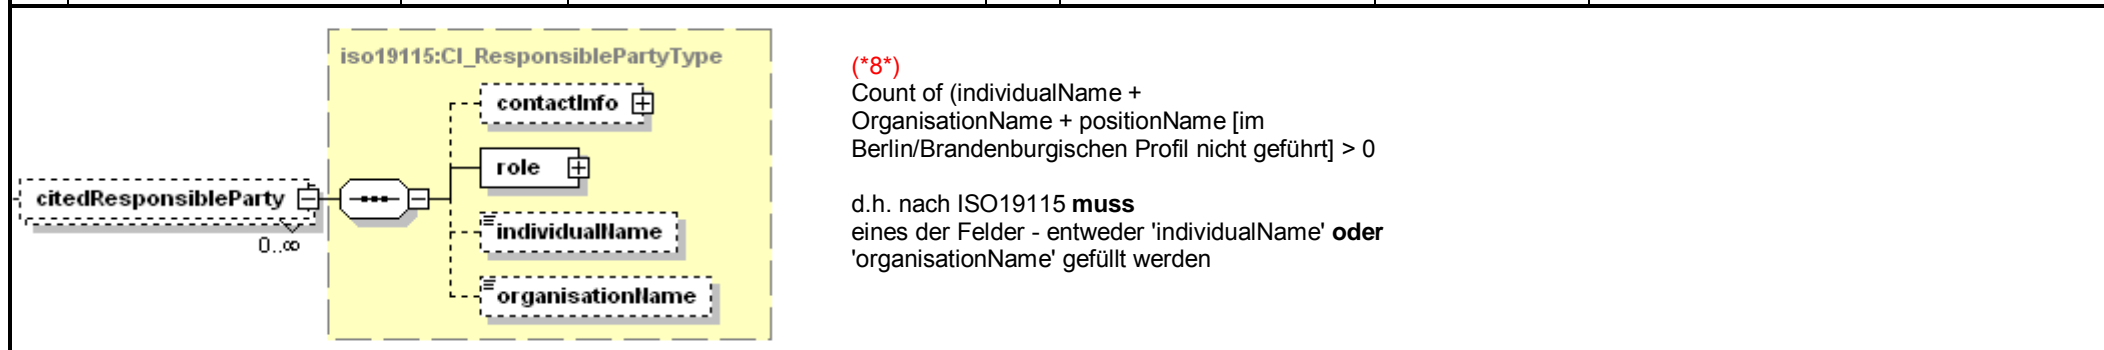 iso19115:CI_ResponsiblePartyType
contactInfo
role
citedResponsibleParty
0..∞
individualName
organisationName
(*8*)
Count of (individualName +
OrganisationName + positionName [im
Berlin/Brandenburgischen Profil nicht geführt] > 0
d.h. nach ISO19115 muss
eines der Felder - entweder 'individualName' oder
'organisationName' gefüllt werden